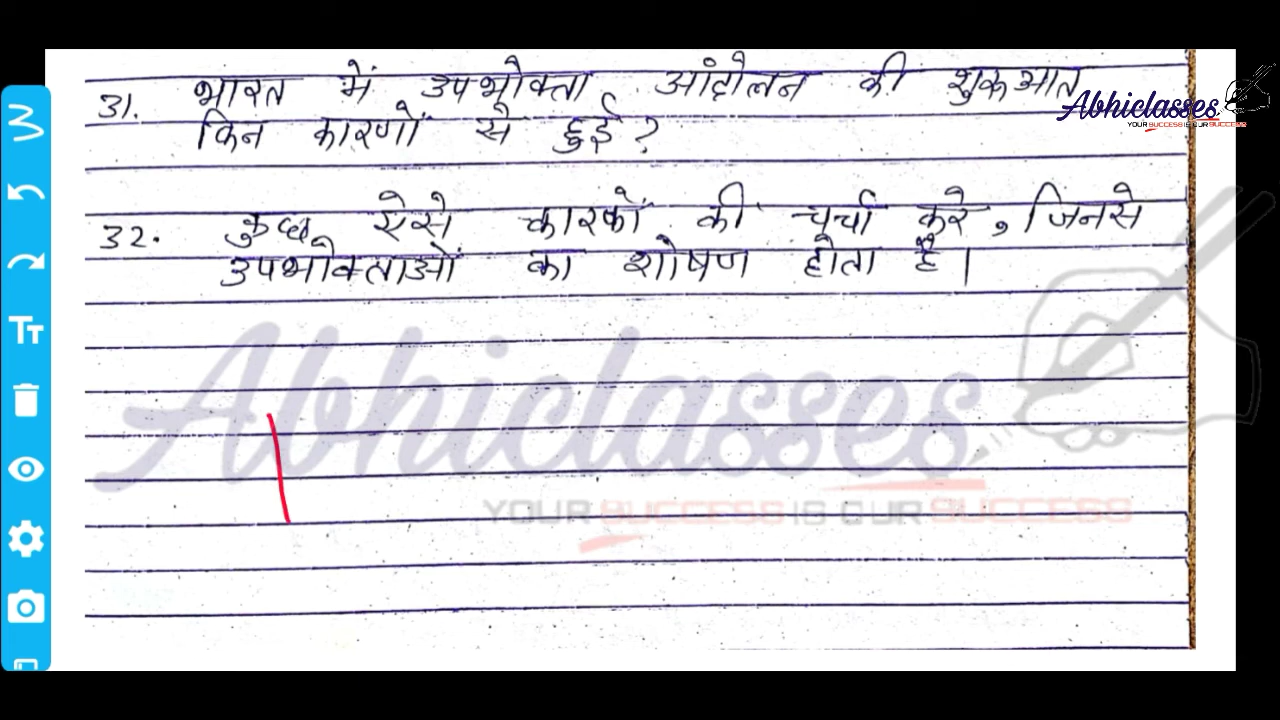 31. भारत में उपभोक्ता आंदोलन की शुरुआत
किन कारणों से हुई ?
Abhiclasses
YOUR SUCCESS IS OUR SUCCESS
32. कुछ ऐसे कारकों की चर्चा करे, जिनसे
उपभोक्ताओं का शोषण होता है।
Abhiclasses
YOUR SUCCESS IS OUR SUCCESS
TT